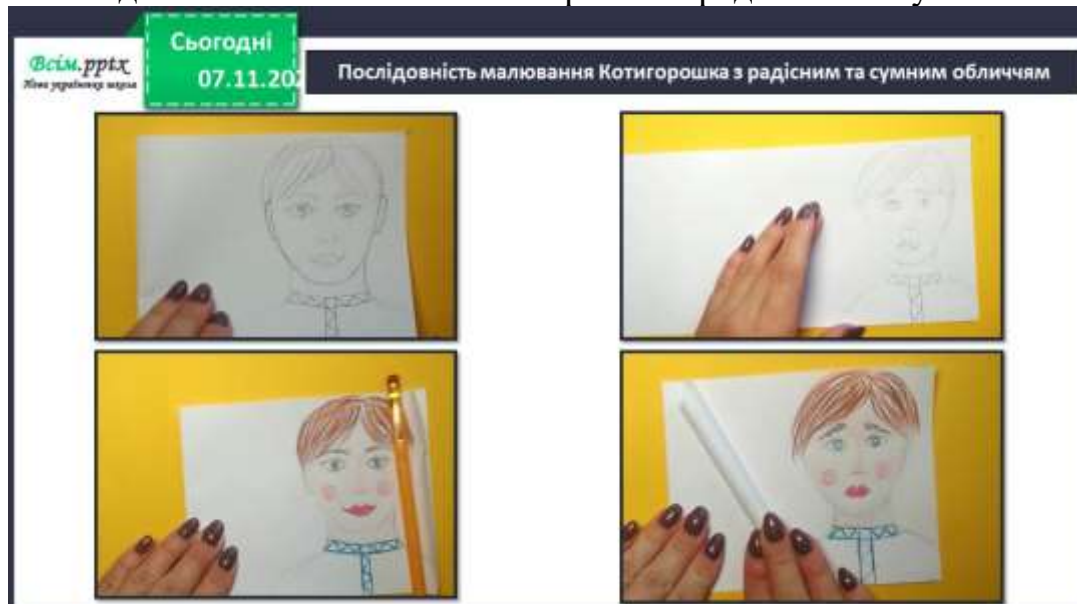 Сьогодні
07.11.202
Всім.pptx
Нова українська школа
Послідовність малювання Котигорошка з радісним та сумним обличчям